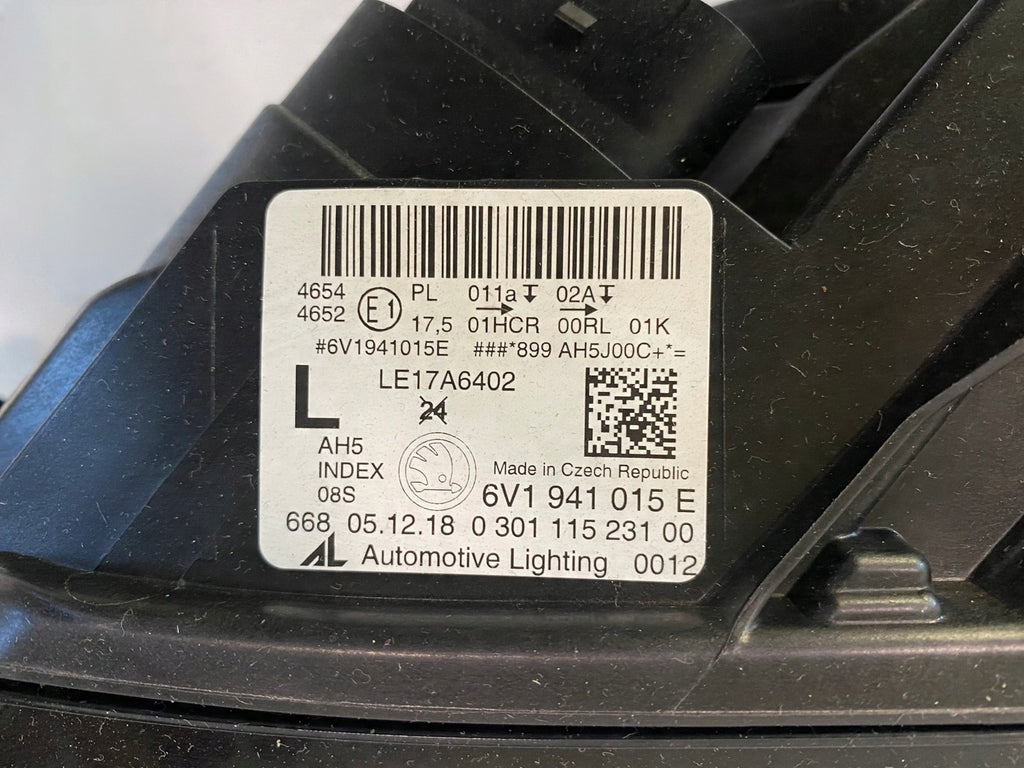 4654 E1 PL 011a 02A
4652 17,5 01HCR 00RL 01K
#6V1941015E ###*899 AH5J00C+*=
L LE17A6402
24
AH5
INDEX Made in Czech Republic
08S 6V1 941 015 E
668 05.12.18 0 301 115 231 00
AL Automotive Lighting 0012